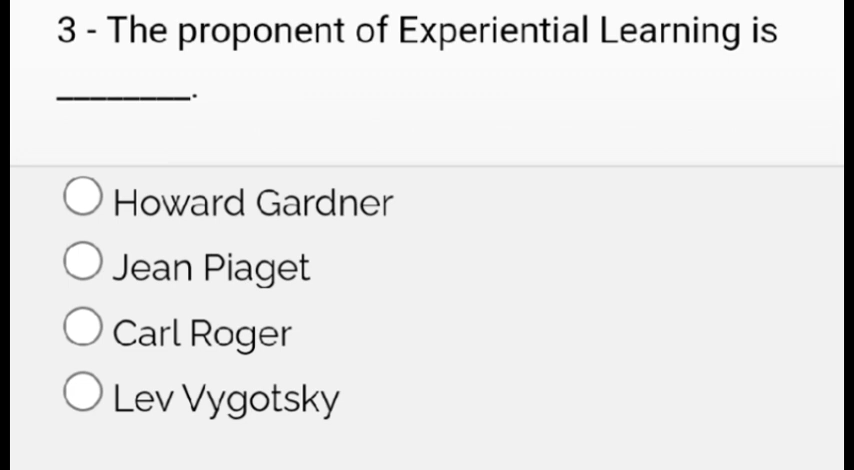 3 - The proponent of Experiential Learning is
________.
Howard Gardner
Jean Piaget
Carl Roger
Lev Vygotsky